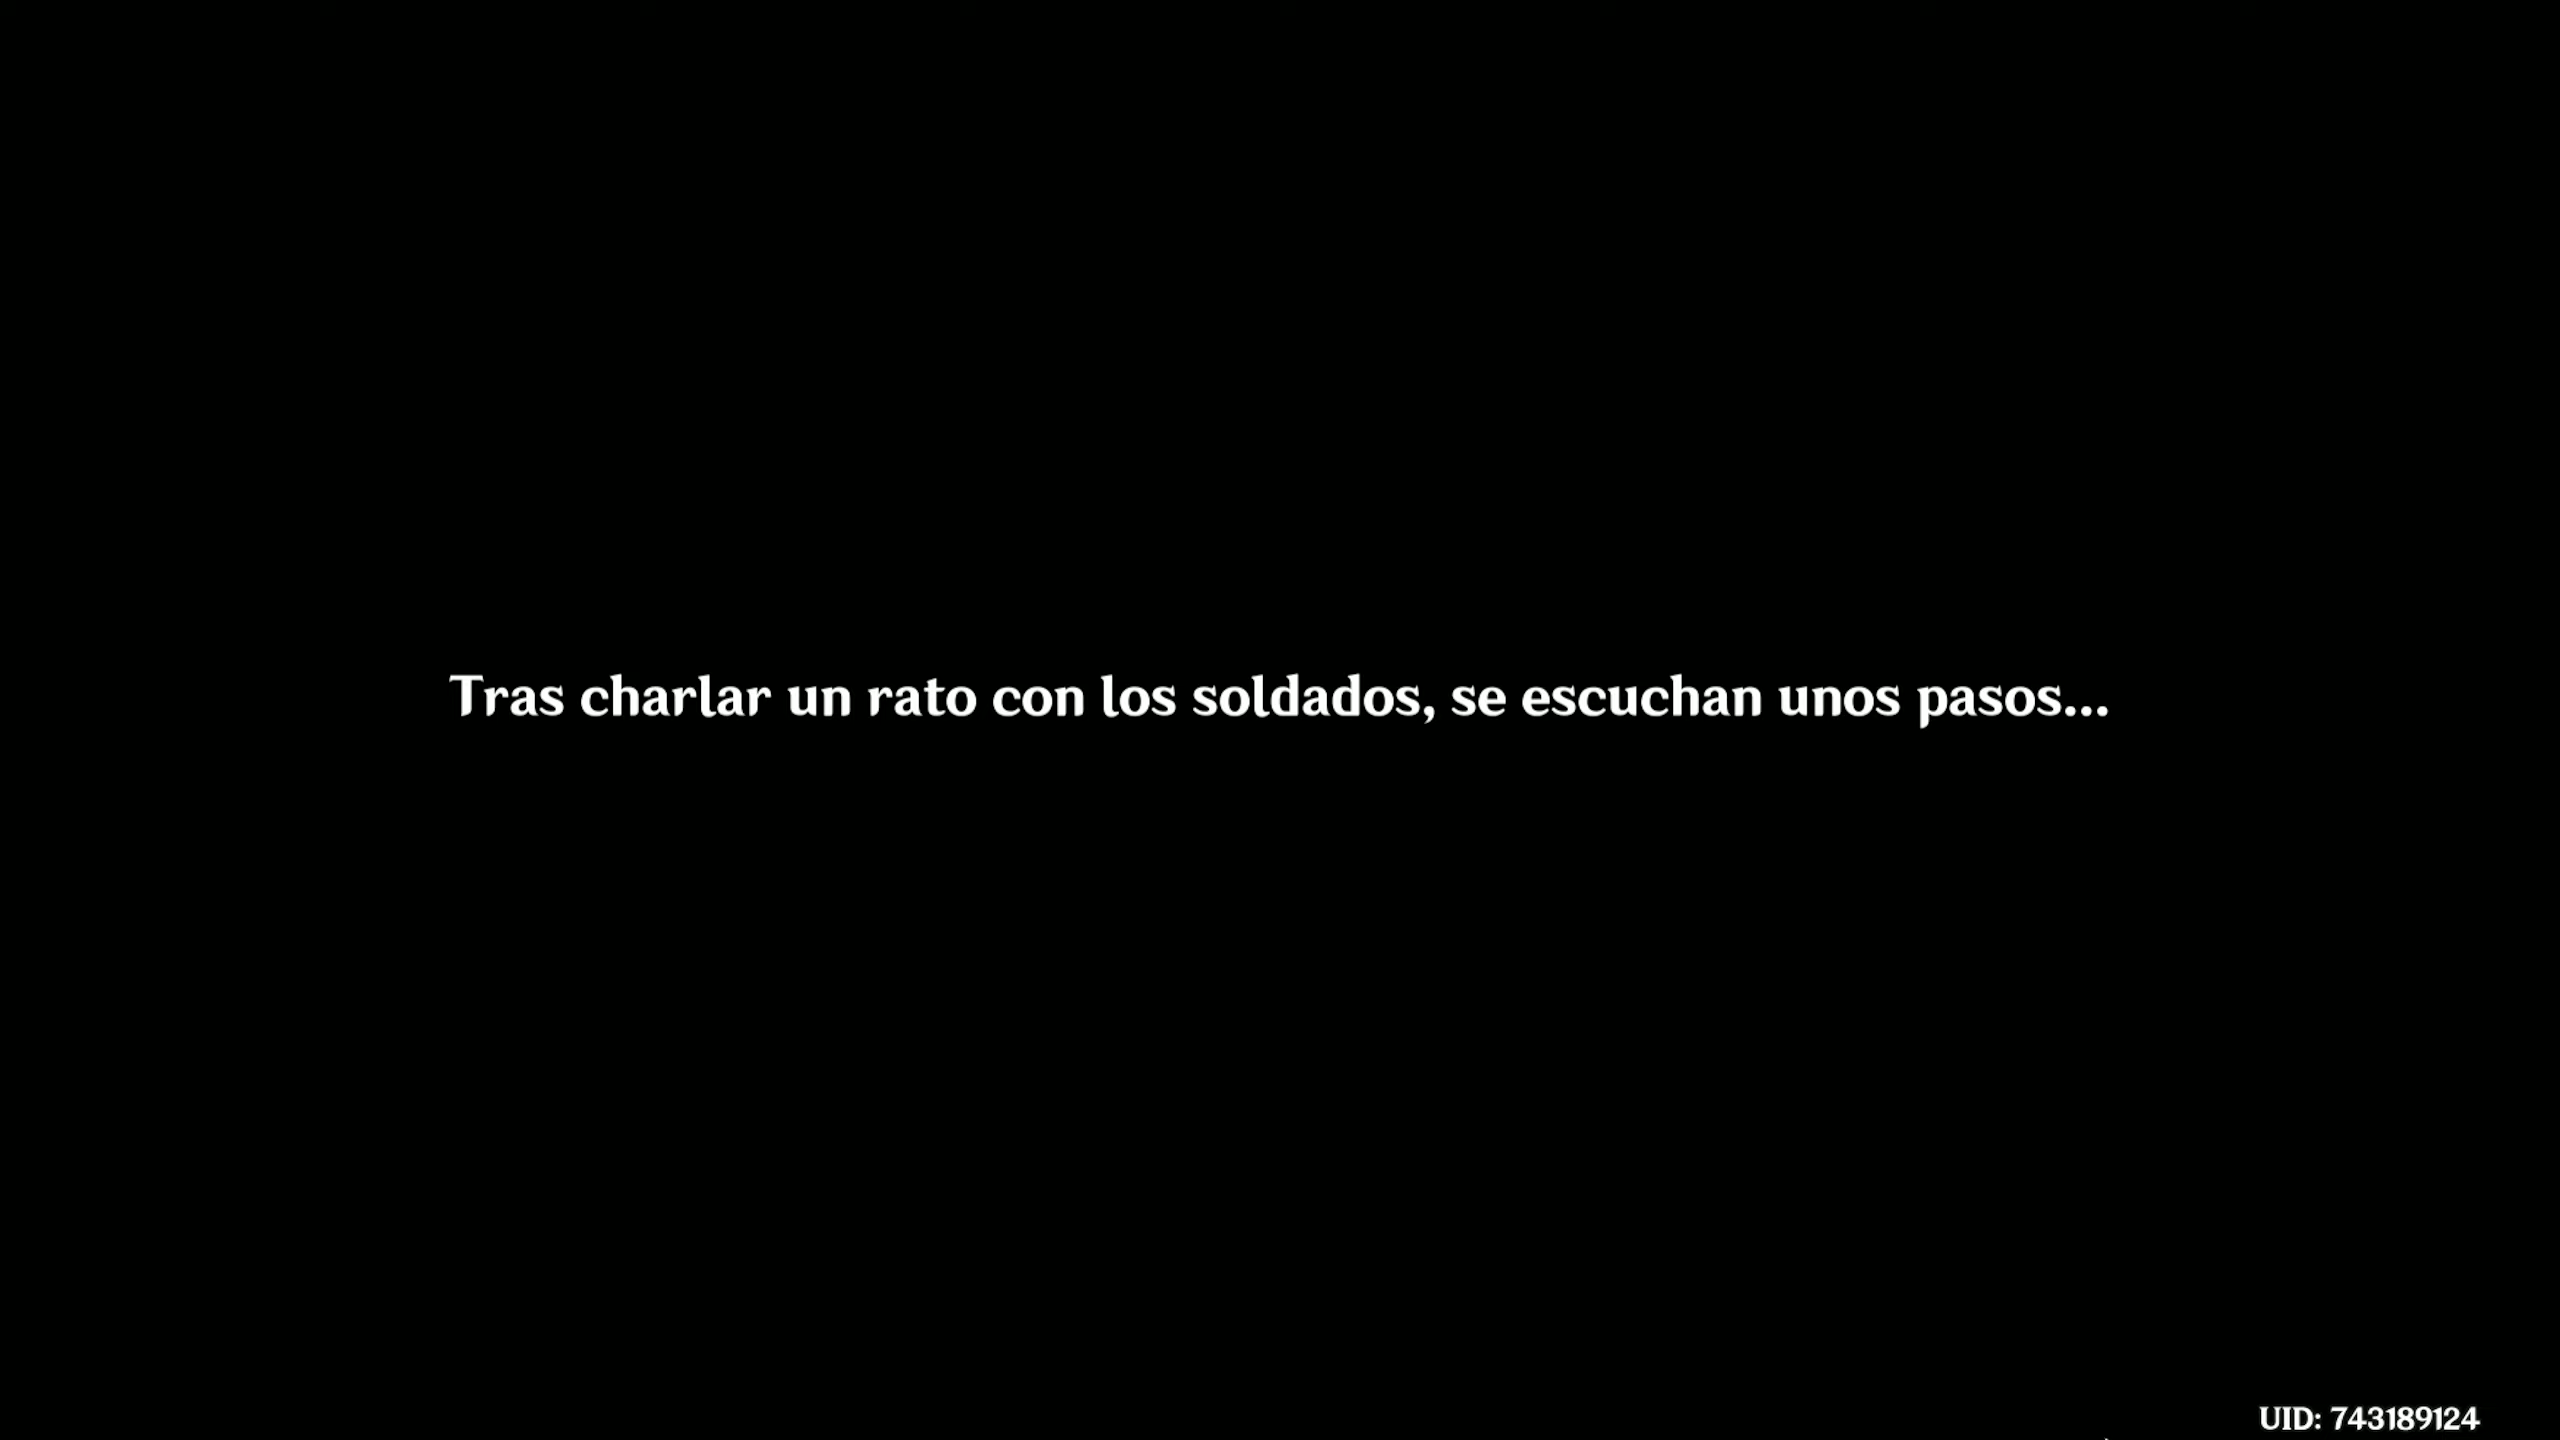 Tras charlar un rato con los soldados, se escuchan unos pasos...
UID: 743189124